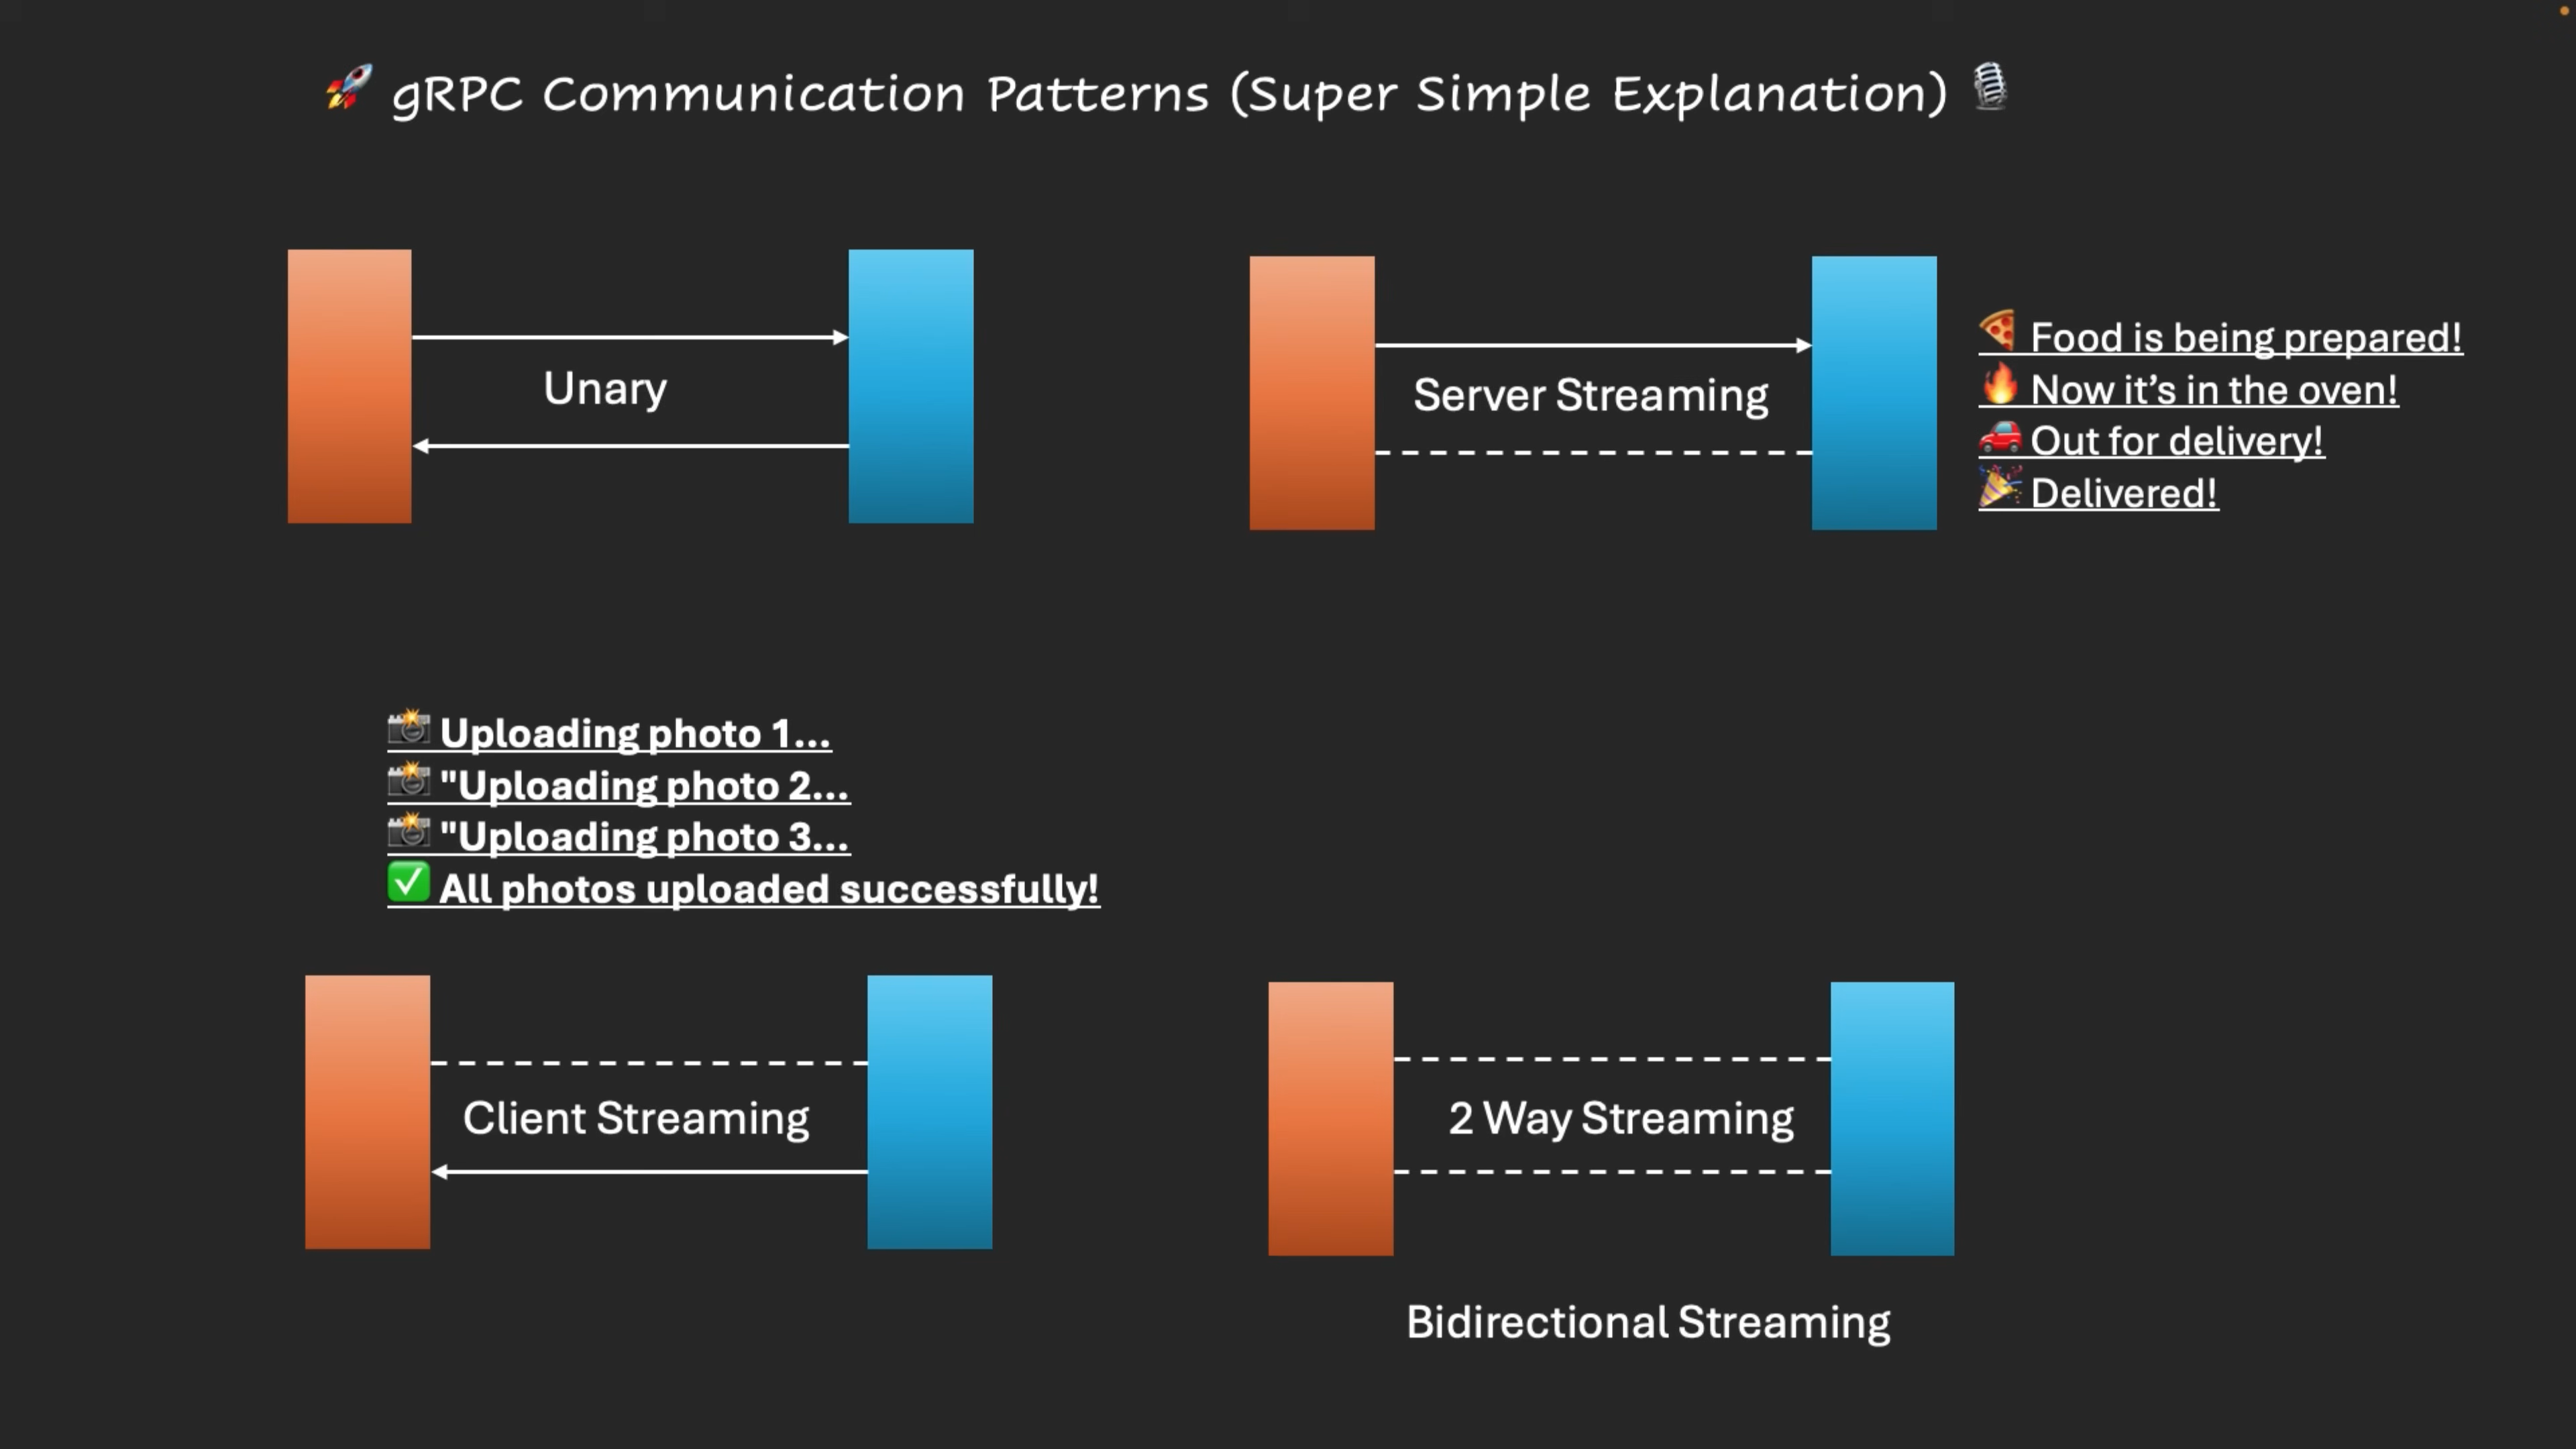 🚀 gRPC Communication Patterns (Super Simple Explanation) 🎙️
Unary
Server Streaming
🍕 Food is being prepared!
🔥 Now it’s in the oven!
🚗 Out for delivery!
🎉 Delivered!
📸 Uploading photo 1...
📸 "Uploading photo 2...
📸 "Uploading photo 3...
✅ All photos uploaded successfully!
Client Streaming
2 Way Streaming
Bidirectional Streaming